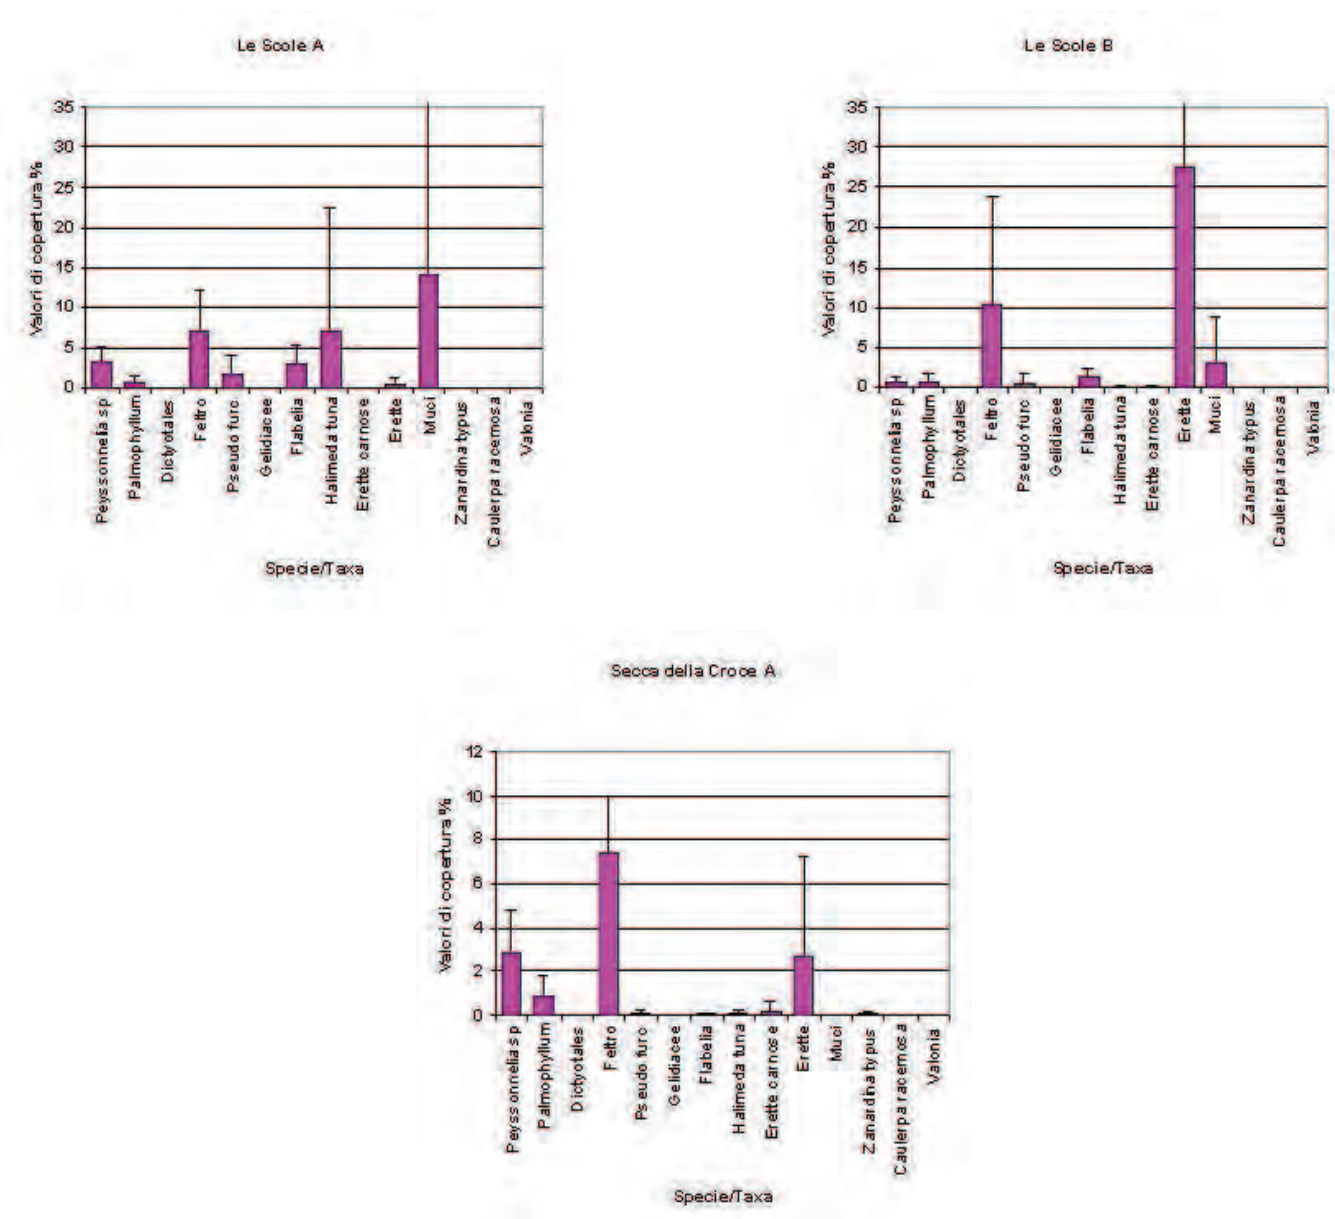 Le Scole A
35
30
25
20
15
10
5
0
Valori di copertura %
Peyssonnelia sp
Palmophyllum
Dictyotales
Feltro
Pseudo furc
Gelidiacee
Flabelia
Halimeda tuna
Erette carnose
Erette
Muci
Zanardina typus
Caulerpa racemosa
Valonia
Specie/Taxa
Le Scole B
35
30
25
20
15
10
5
0
Valori di copertura %
Peyssonnelia sp
Palmophyllum
Dictyotales
Feltro
Pseudo furc
Gelidiacee
Flabelia
Halimeda tuna
Erette carnose
Erette
Muci
Zanardina typus
Caulerpa racemosa
Valonia
Specie/Taxa
Secca della Croce A
12
10
8
6
4
2
0
Valori di copertura %
Peyssonnelia sp
Palmophyllum
Dictyotales
Feltro
Pseudo furc
Gelidiacee
Flabelia
Halimeda tuna
Erette carnose
Erette
Muci
Zanardina typus
Caulerpa racemosa
Valonia
Specie/Taxa